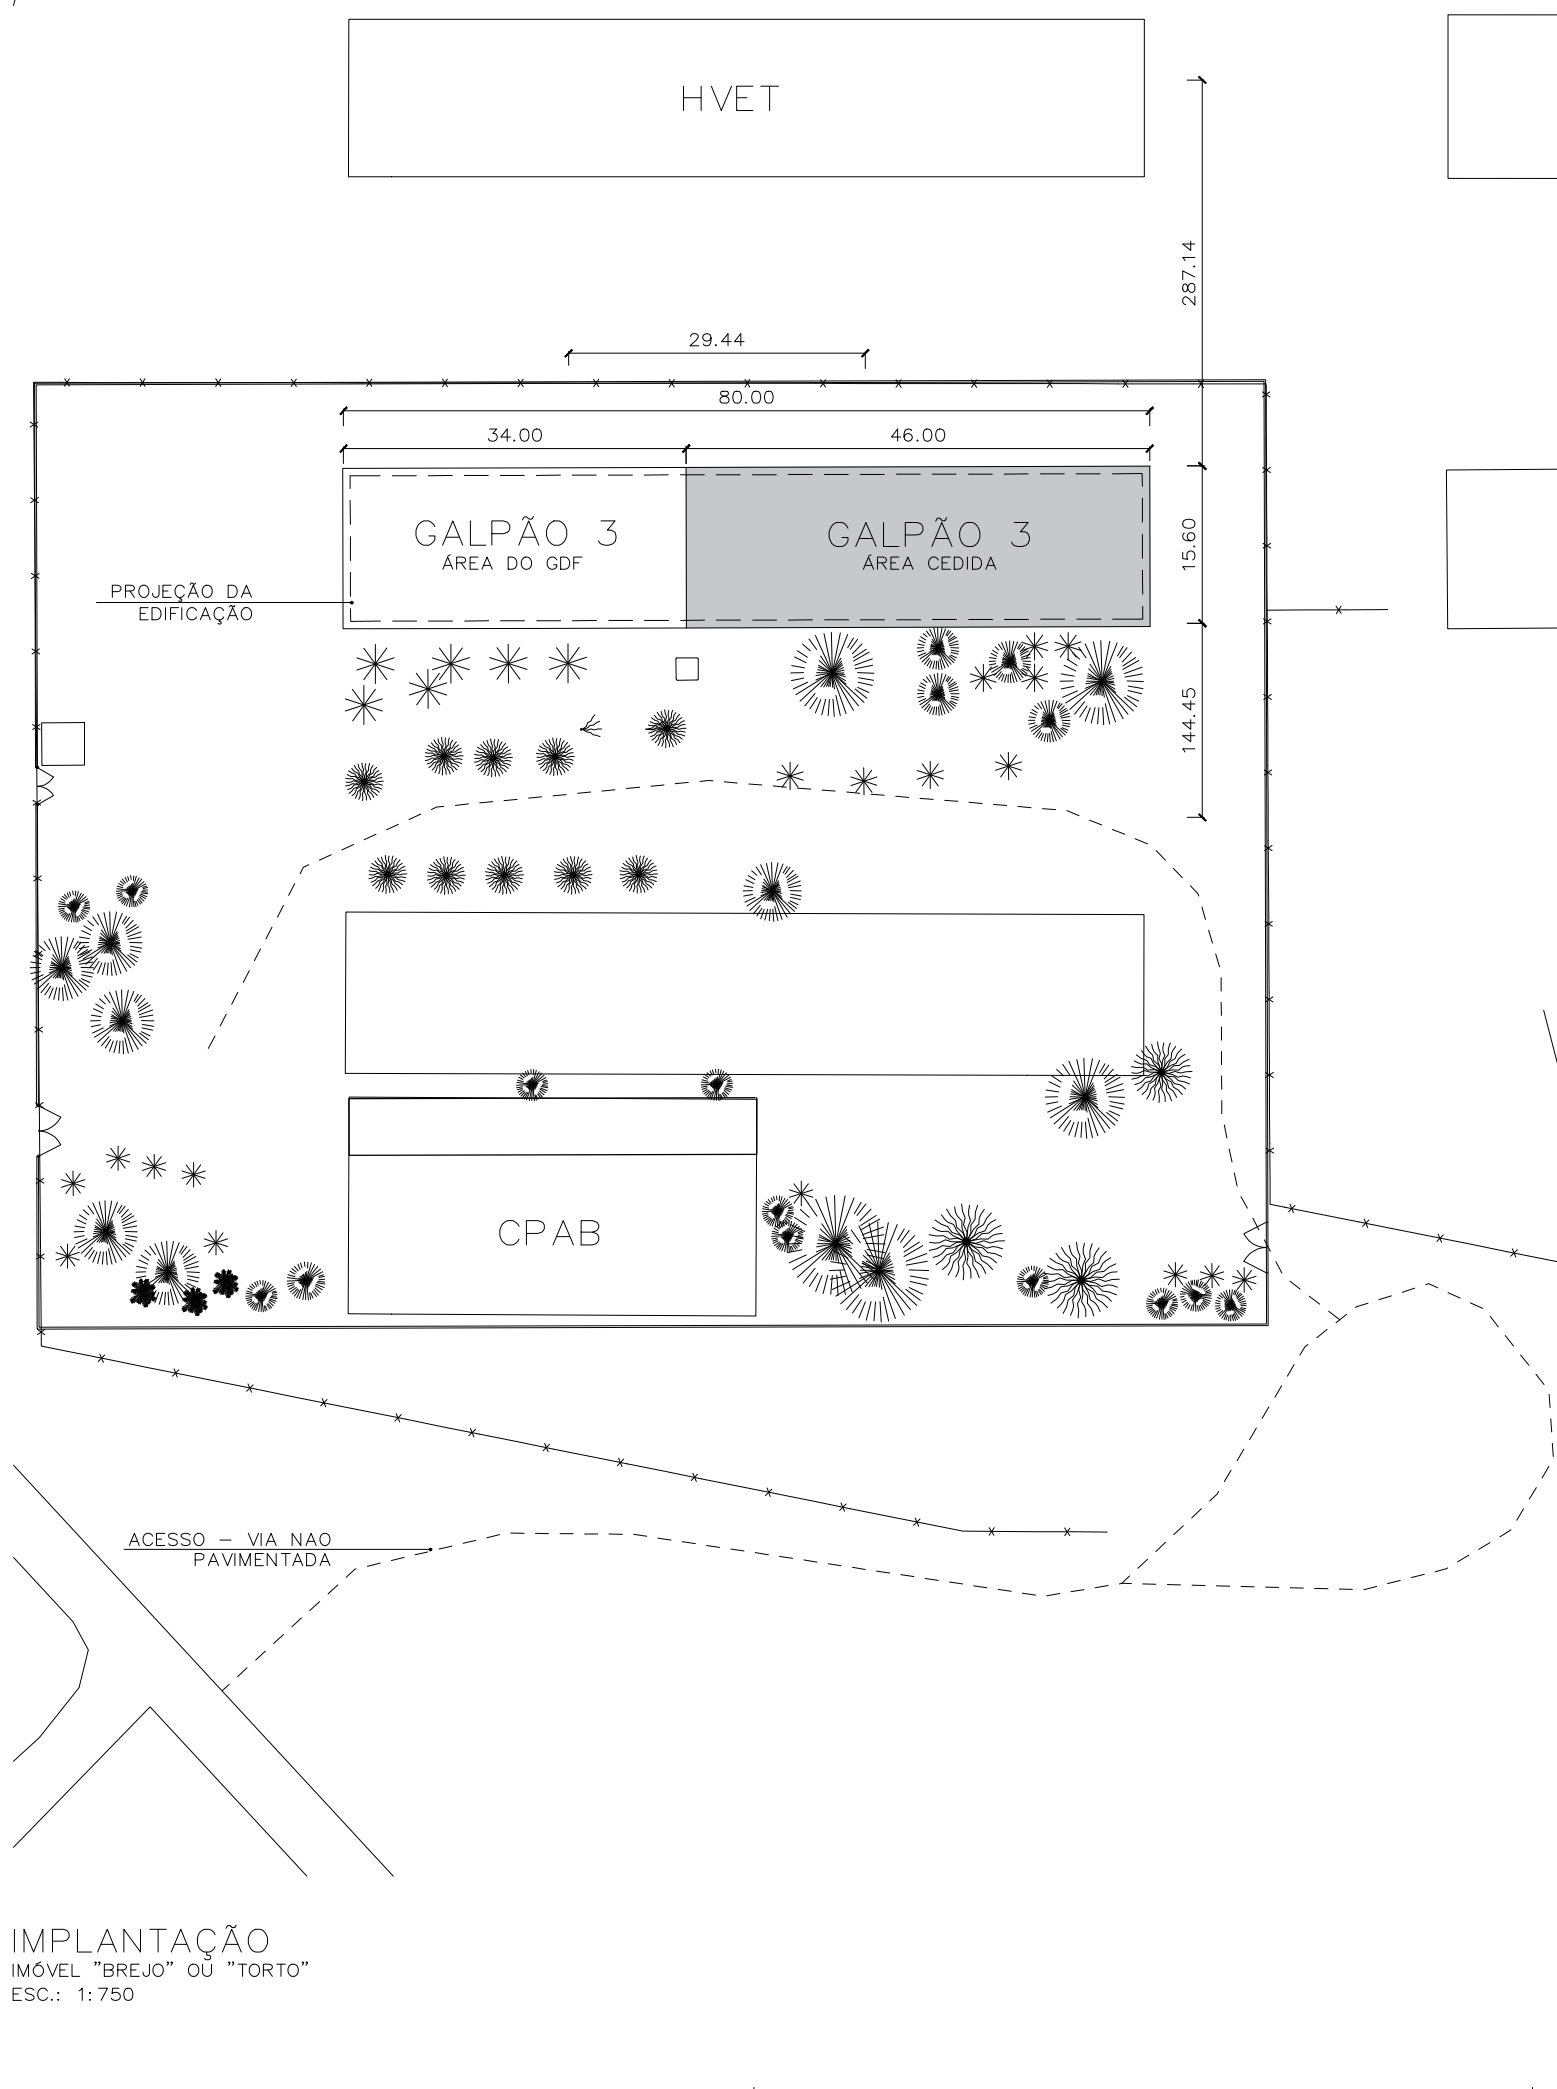 HVET
287.14
29.44
80.00
34.00
46.00
GALPÃO 3
ÁREA DO GDF
GALPÃO 3
ÁREA CEDIDA
15.60
PROJEÇÃO DA
EDIFICAÇÃO
144.45
CPAB
ACESSO – VIA NAO
PAVIMENTADA
IMPLANTAÇÃO
IMÓVEL "BREJO" OU "TORTO"
ESC.: 1:750